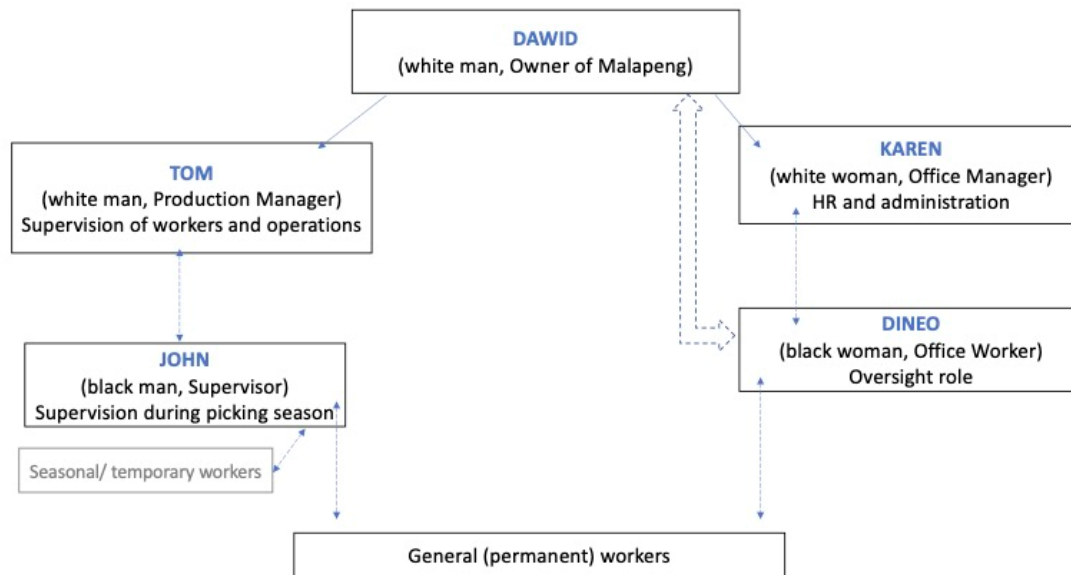 DAWID
(white man, Owner of Malapeng)
TOM
(white man, Production Manager)
Supervision of workers and operations
KAREN
(white woman, Office Manager)
HR and administration
JOHN
(black man, Supervisor)
Supervision during picking season
DINEO
(black woman, Office Worker)
Oversight role
Seasonal/ temporary workers
General (permanent) workers